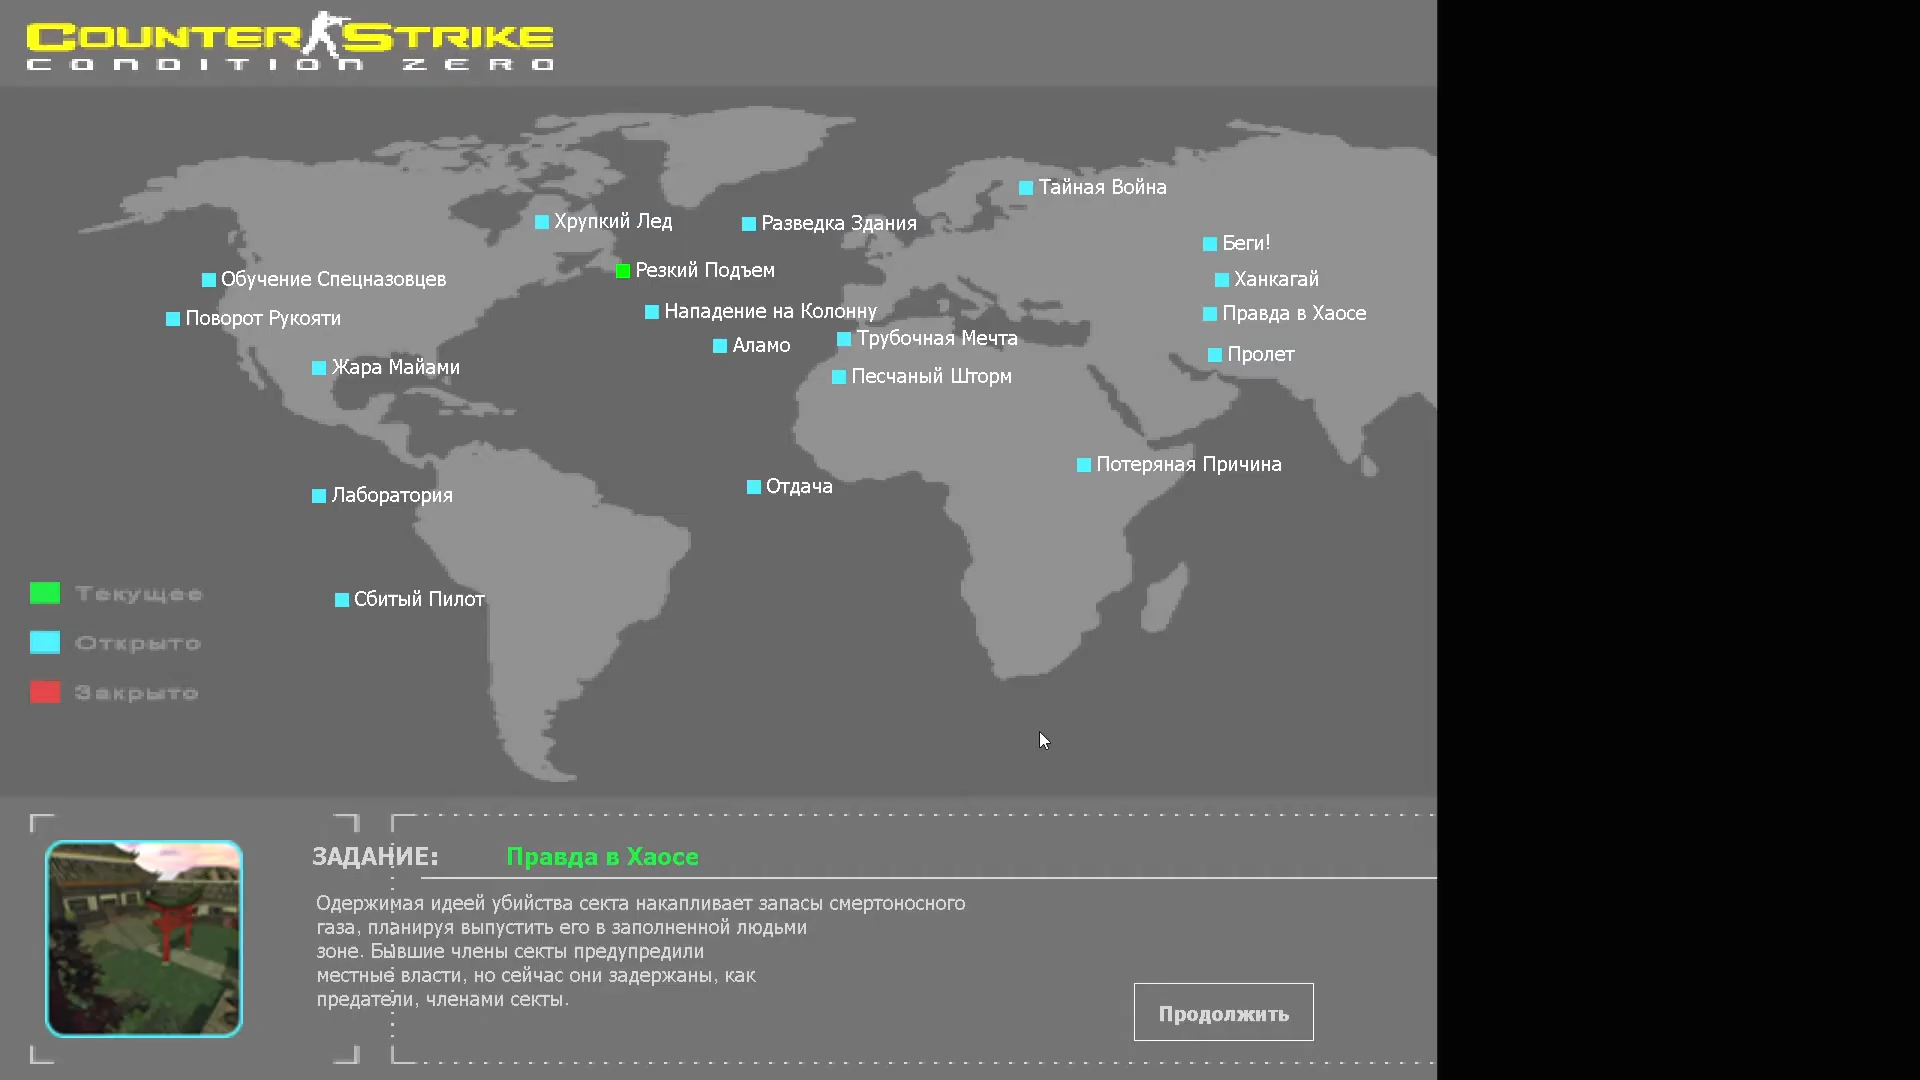 COUNTER STRIKE
CONDITION ZERO
Тайная Война
Хрупкий Лед
Разведка Здания
Беги!
Резкий Подъем
Обучение Спецназовцев
Ханкагай
Нападение на Колонну
Правда в Хаосе
Поворот Рукояти
Трубочная Мечта
Аламо
Пролет
Жара Майами
Песчаный Шторм
Потеряная Причина
Отдача
Лаборатория
Текущее
Сбитый Пилот
Открыто
Закрыто
ЗАДАНИЕ: Правда в Хаосе
Одержимая идеей убийства секта накапливает запасы смертоносного
газа, планируя выпустить его в заполненной людьми
зоне. Бывшие члены секты предупредили
местные власти, но сейчас они задержаны, как
предатели, членами секты.
Продолжить